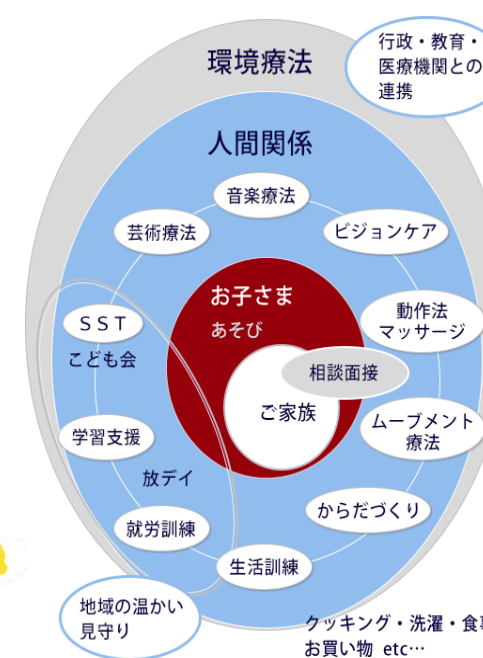 環境療法
行政・教育・
医療機関との
連携
人間関係
音楽療法
芸術療法
ビジョンケア
お子さま
あそび
ＳＳＴ
こども会
動作法
マッサージ
相談面接
ご家族
学習支援
ムーブメント
療法
放デイ
からだづくり
就労訓練
生活訓練
地域の温かい
見守り
クッキング・洗濯・食事
お買い物 etc…